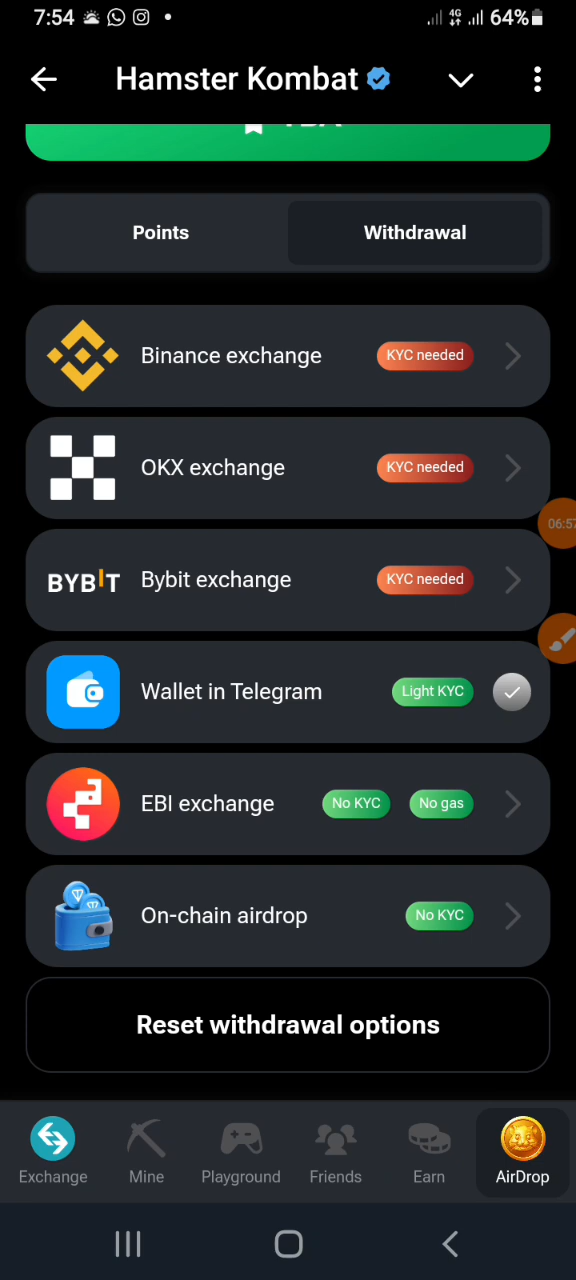 7:54 4G 64%
Hamster Kombat
Points Withdrawal
Binance exchange KYC needed
OKX exchange KYC needed
06:57
BYBIT Bybit exchange KYC needed
Wallet in Telegram Light KYC
EBI exchange No KYC No gas
On-chain airdrop No KYC
Reset withdrawal options
Exchange Mine Playground Friends Earn AirDrop